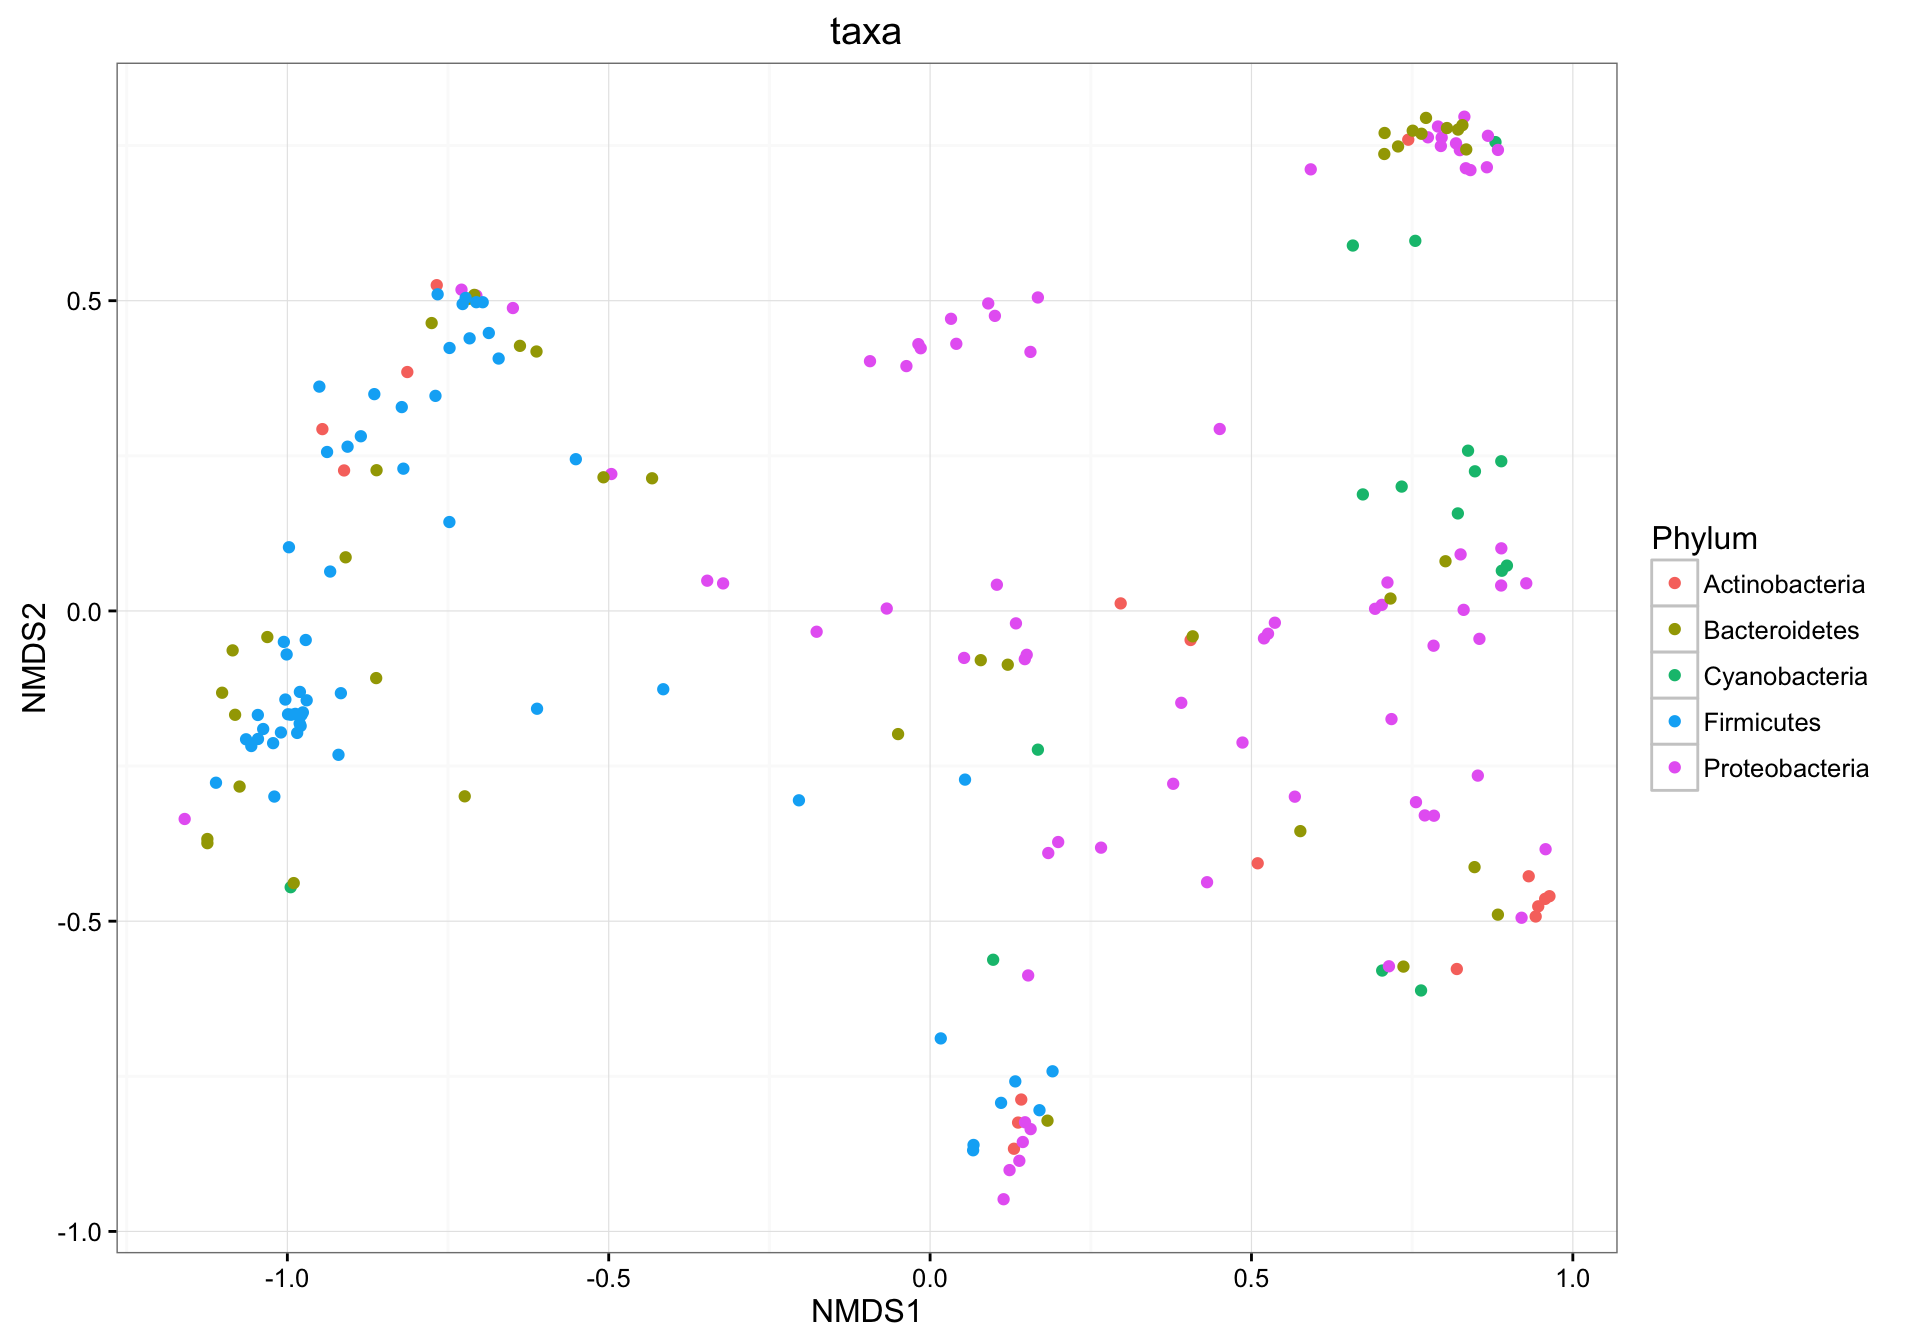 taxa
NMDS2
0.5
0.0
-0.5
-1.0
-1.0
-0.5
0.0
0.5
1.0
NMDS1
Phylum
Actinobacteria
Bacteroidetes
Cyanobacteria
Firmicutes
Proteobacteria